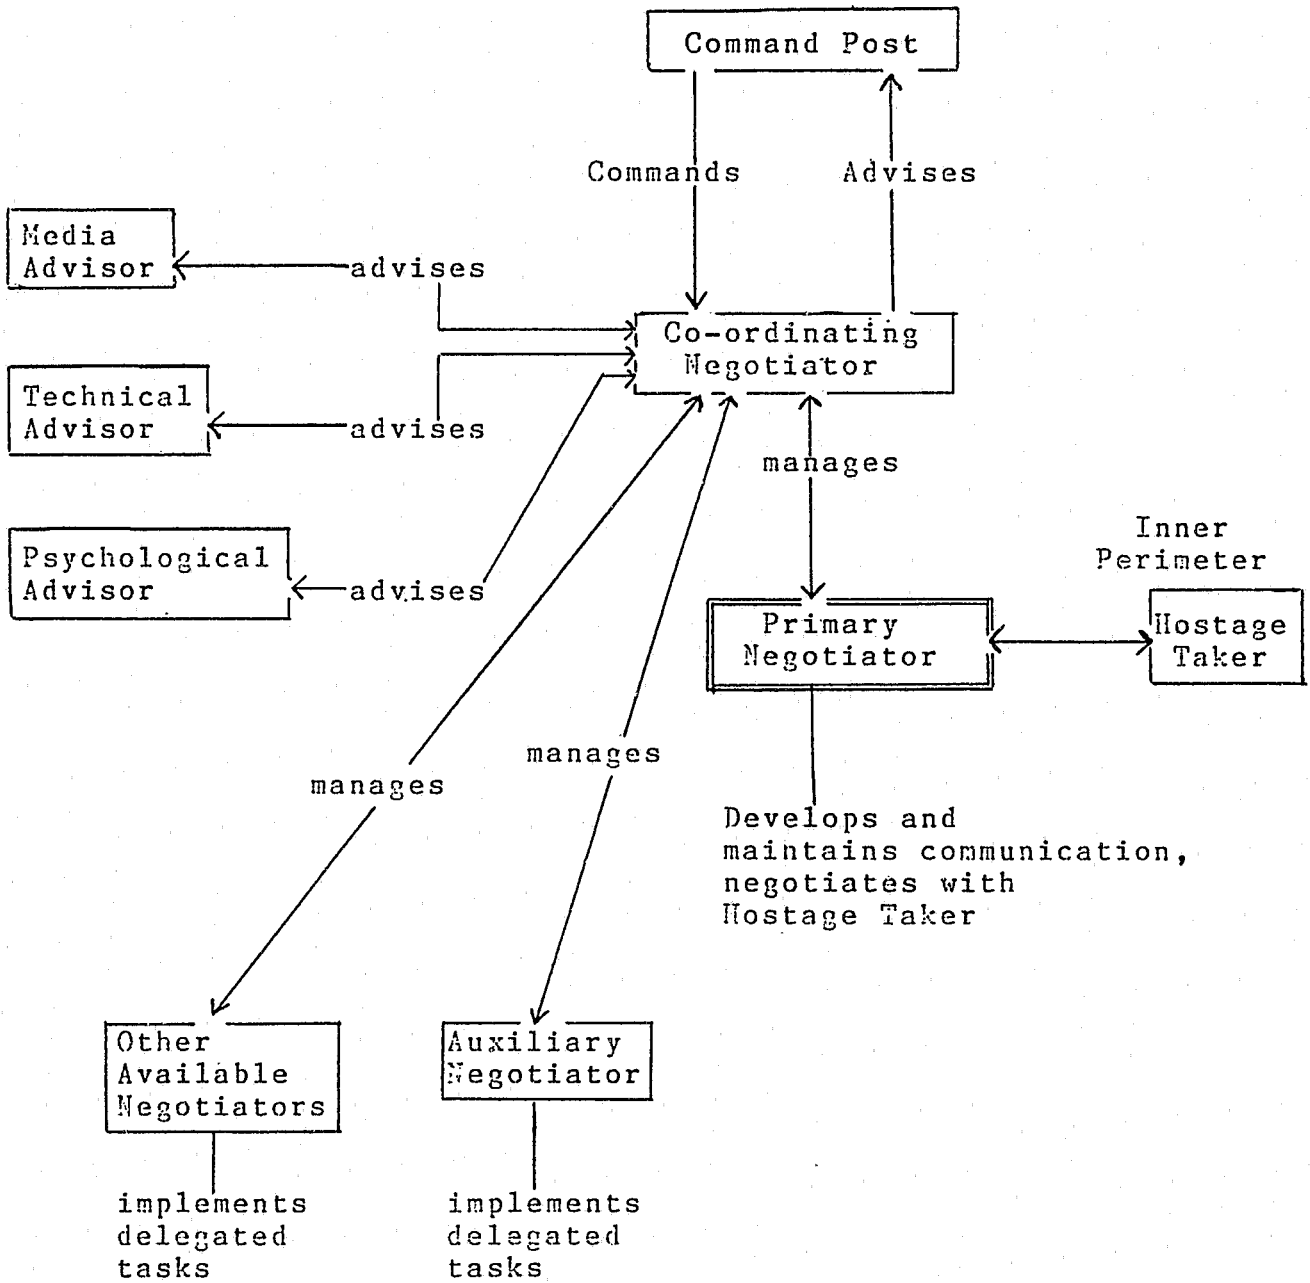 Command Post
Commands
Advises
Media
Advisor
advises
Co-ordinating
Negotiator
Technical
Advisor
advises
manages
Psychological
Advisor
advises
Inner
Perimeter
Primary
Negotiator
Hostage
Taker
manages
manages
Develops and
maintains communication,
negotiates with
Hostage Taker
Other
Available
Negotiators
Auxiliary
Negotiator
implements
delegated
tasks
implements
delegated
tasks